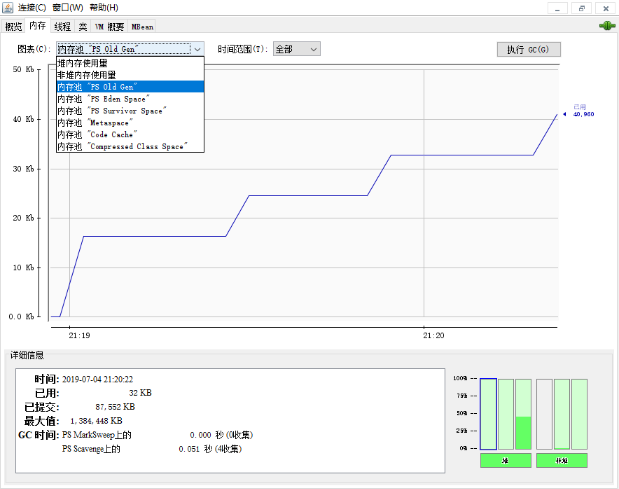 连接(C) 窗口(W) 帮助(H)
概览 内存 线程 类 VM 概要 MBean
图表(C): 内存池 "PS Old Gen" 时间范围(T): 全部 执行 GC(G)
堆内存使用量
非堆内存使用量
内存池 "PS Old Gen"
内存池 "PS Eden Space"
内存池 "PS Survivor Space"
内存池 "Metaspace"
内存池 "Code Cache"
内存池 "Compressed Class Space"
50 Kb
40 Kb
30 Kb
20 Kb
10 Kb
0.0 Kb
已用
40,960
21:19 21:20
详细信息
时间: 2019-07-04 21:20:22
已用: 32 KB
已提交: 87,552 KB
最大值: 1,384,448 KB
GC 时间: PS MarkSweep上的 0.000 秒 (0收集)
PS Scavenge上的 0.051 秒 (4收集)
100%
75%
50%
25%
0%
堆 非堆